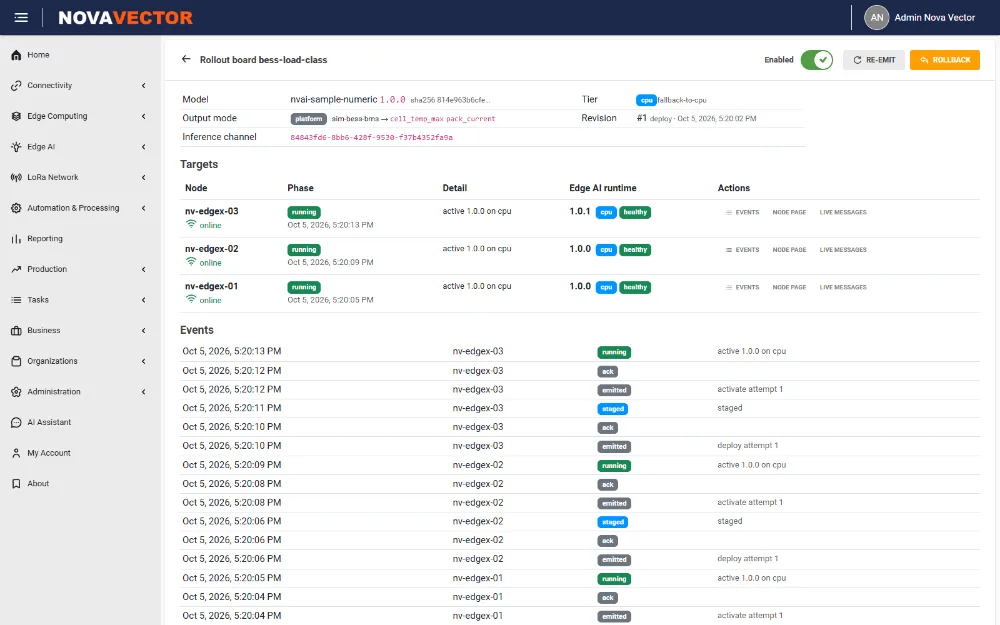 NOVAVECTOR
AN Admin Nova Vector
Home
Connectivity
Edge Computing
Edge AI
LoRa Network
Automation & Processing
Reporting
Production
Tasks
Business
Organizations
Administration
AI Assistant
My Account
About
Rollout board bess-load-class
Enabled RE-EMIT ROLLBACK
Model nvai-sample-numeric 1.0.0 sha256 814e963b6cfe… Tier cpu fallback-to-cpu
Output mode platform sim-bess-bms → cell_temp_max pack_current Revision #1 deploy · Oct 5, 2026, 5:20:02 PM
Inference channel 84843fd6-8bb6-428f-9530-f37b4352fa9a
Targets
Node Phase Detail Edge AI runtime Actions
nv-edgex-03 running active 1.0.0 on cpu 1.0.1 cpu healthy EVENTS NODE PAGE LIVE MESSAGES
online Oct 5, 2026, 5:20:13 PM
nv-edgex-02 running active 1.0.0 on cpu 1.0.0 cpu healthy EVENTS NODE PAGE LIVE MESSAGES
online Oct 5, 2026, 5:20:09 PM
nv-edgex-01 running active 1.0.0 on cpu 1.0.0 cpu healthy EVENTS NODE PAGE LIVE MESSAGES
online Oct 5, 2026, 5:20:05 PM
Events
Oct 5, 2026, 5:20:13 PM nv-edgex-03 running active 1.0.0 on cpu
Oct 5, 2026, 5:20:12 PM nv-edgex-03 ack
Oct 5, 2026, 5:20:12 PM nv-edgex-03 emitted activate attempt 1
Oct 5, 2026, 5:20:11 PM nv-edgex-03 staged staged
Oct 5, 2026, 5:20:10 PM nv-edgex-03 ack
Oct 5, 2026, 5:20:10 PM nv-edgex-03 emitted deploy attempt 1
Oct 5, 2026, 5:20:09 PM nv-edgex-02 running active 1.0.0 on cpu
Oct 5, 2026, 5:20:08 PM nv-edgex-02 ack
Oct 5, 2026, 5:20:08 PM nv-edgex-02 emitted activate attempt 1
Oct 5, 2026, 5:20:06 PM nv-edgex-02 staged staged
Oct 5, 2026, 5:20:06 PM nv-edgex-02 ack
Oct 5, 2026, 5:20:06 PM nv-edgex-02 emitted deploy attempt 1
Oct 5, 2026, 5:20:05 PM nv-edgex-01 running active 1.0.0 on cpu
Oct 5, 2026, 5:20:04 PM nv-edgex-01 ack
Oct 5, 2026, 5:20:04 PM nv-edgex-01 emitted activate attempt 1